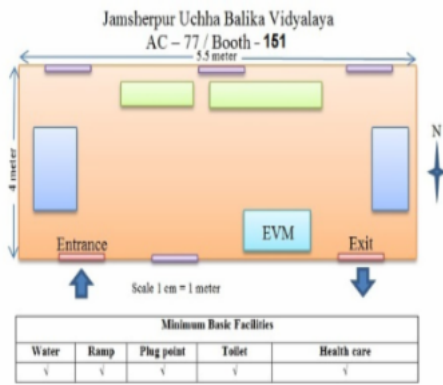 Jamsherpur Uchha Balika Vidyalaya
AC – 77 / Booth - 151
5.5 meter
4 meter
N
EVM
Entrance
Exit
Scale 1 cm = 1 meter
Minimum Basic Facilities
Water Ramp Plug point Toilet Health care
√ √ √ √ √